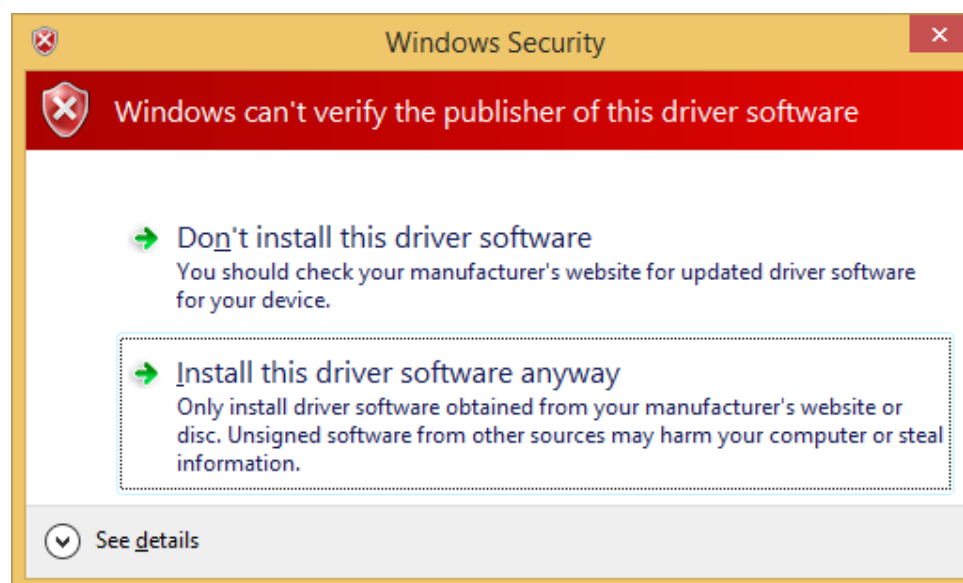 Windows Security
Windows can't verify the publisher of this driver software
Don't install this driver software
You should check your manufacturer's website for updated driver software
for your device.
Install this driver software anyway
Only install driver software obtained from your manufacturer's website or
disc. Unsigned software from other sources may harm your computer or steal
information.
See details